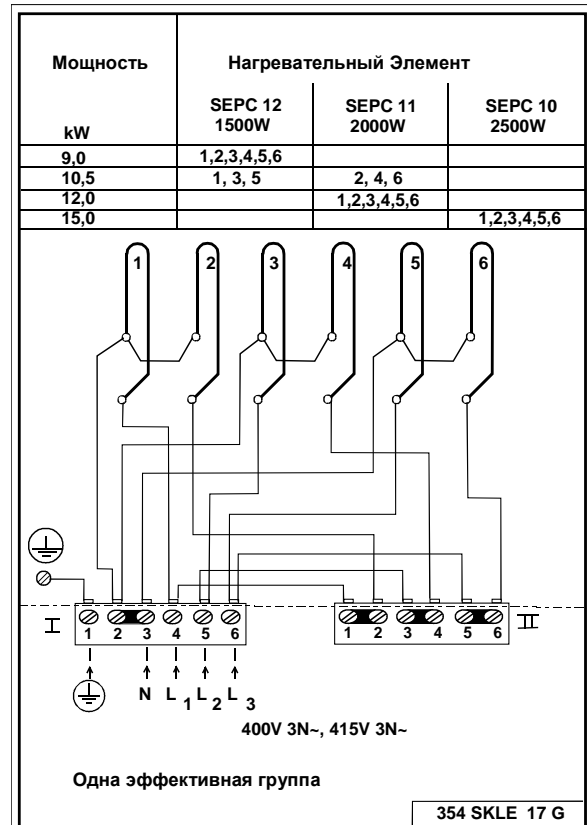 Мощность Нагревательный Элемент
kW SEPC 12 SEPC 11 SEPC 10
1500W 2000W 2500W
9,0 1,2,3,4,5,6
10,5 1, 3, 5 2, 4, 6
12,0 1,2,3,4,5,6
15,0 1,2,3,4,5,6
1 2 3 4 5 6
I 1 2 3 4 5 6 1 2 3 4 5 6 II
N L1 L2 L3
400V 3N~, 415V 3N~
Одна эффективная группа
354 SKLE 17 G